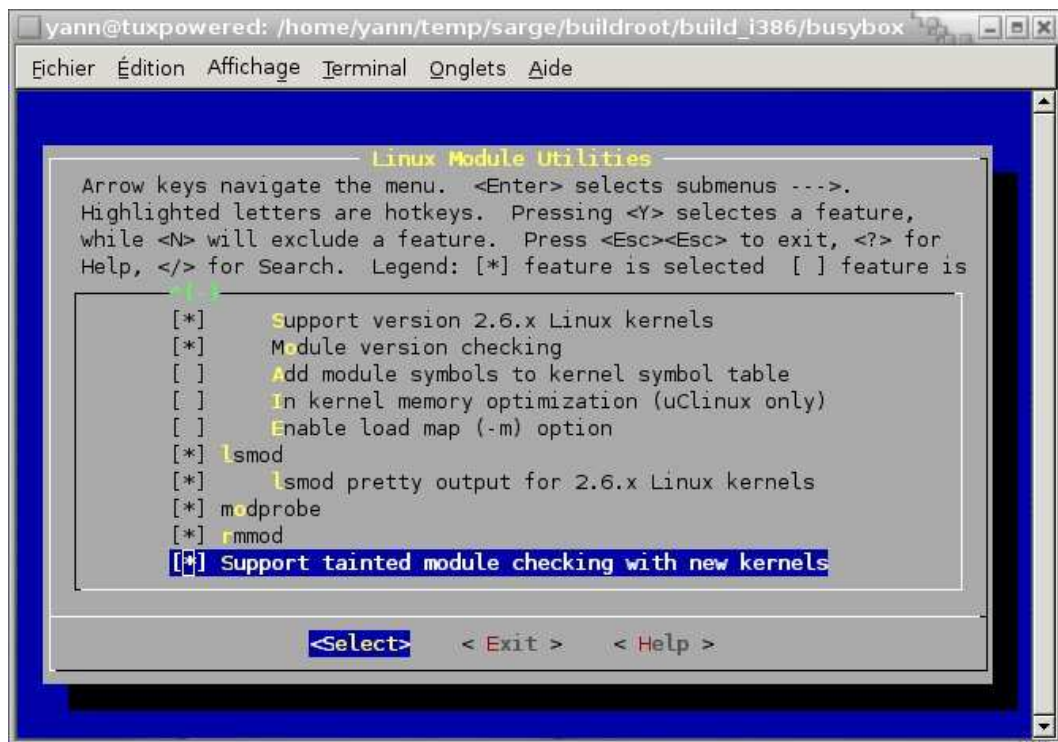 yann@tuxpowered: /home/yann/temp/sarge/buildroot/build_i386/busybox
Fichier Édition Affichage Terminal Onglets Aide
Linux Module Utilities
Arrow keys navigate the menu. <Enter> selects submenus --->.
Highlighted letters are hotkeys. Pressing <Y> selectes a feature,
while <N> will exclude a feature. Press <Esc><Esc> to exit, <?> for
Help, </> for Search. Legend: [*] feature is selected [ ] feature is
^(-)
[*] Support version 2.6.x Linux kernels
[*] Module version checking
[ ] Add module symbols to kernel symbol table
[ ] In kernel memory optimization (uClinux only)
[ ] Enable load map (-m) option
[*] lsmod
[*] lsmod pretty output for 2.6.x Linux kernels
[*] modprobe
[*] rmmod
[*] Support tainted module checking with new kernels
<Select> < Exit > < Help >